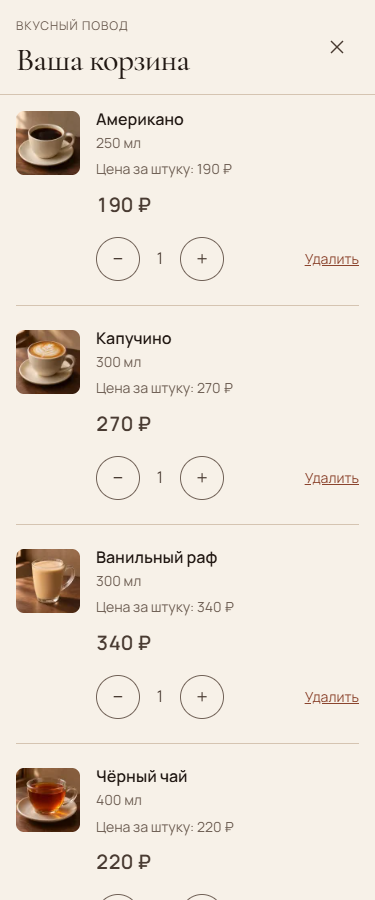 ВКУСНЫЙ ПОВОД
Ваша корзина
Американо
250 мл
Цена за штуку: 190 ₽
190 ₽
− 1 + Удалить
Капучино
300 мл
Цена за штуку: 270 ₽
270 ₽
− 1 + Удалить
Ванильный раф
300 мл
Цена за штуку: 340 ₽
340 ₽
− 1 + Удалить
Чёрный чай
400 мл
Цена за штуку: 220 ₽
220 ₽